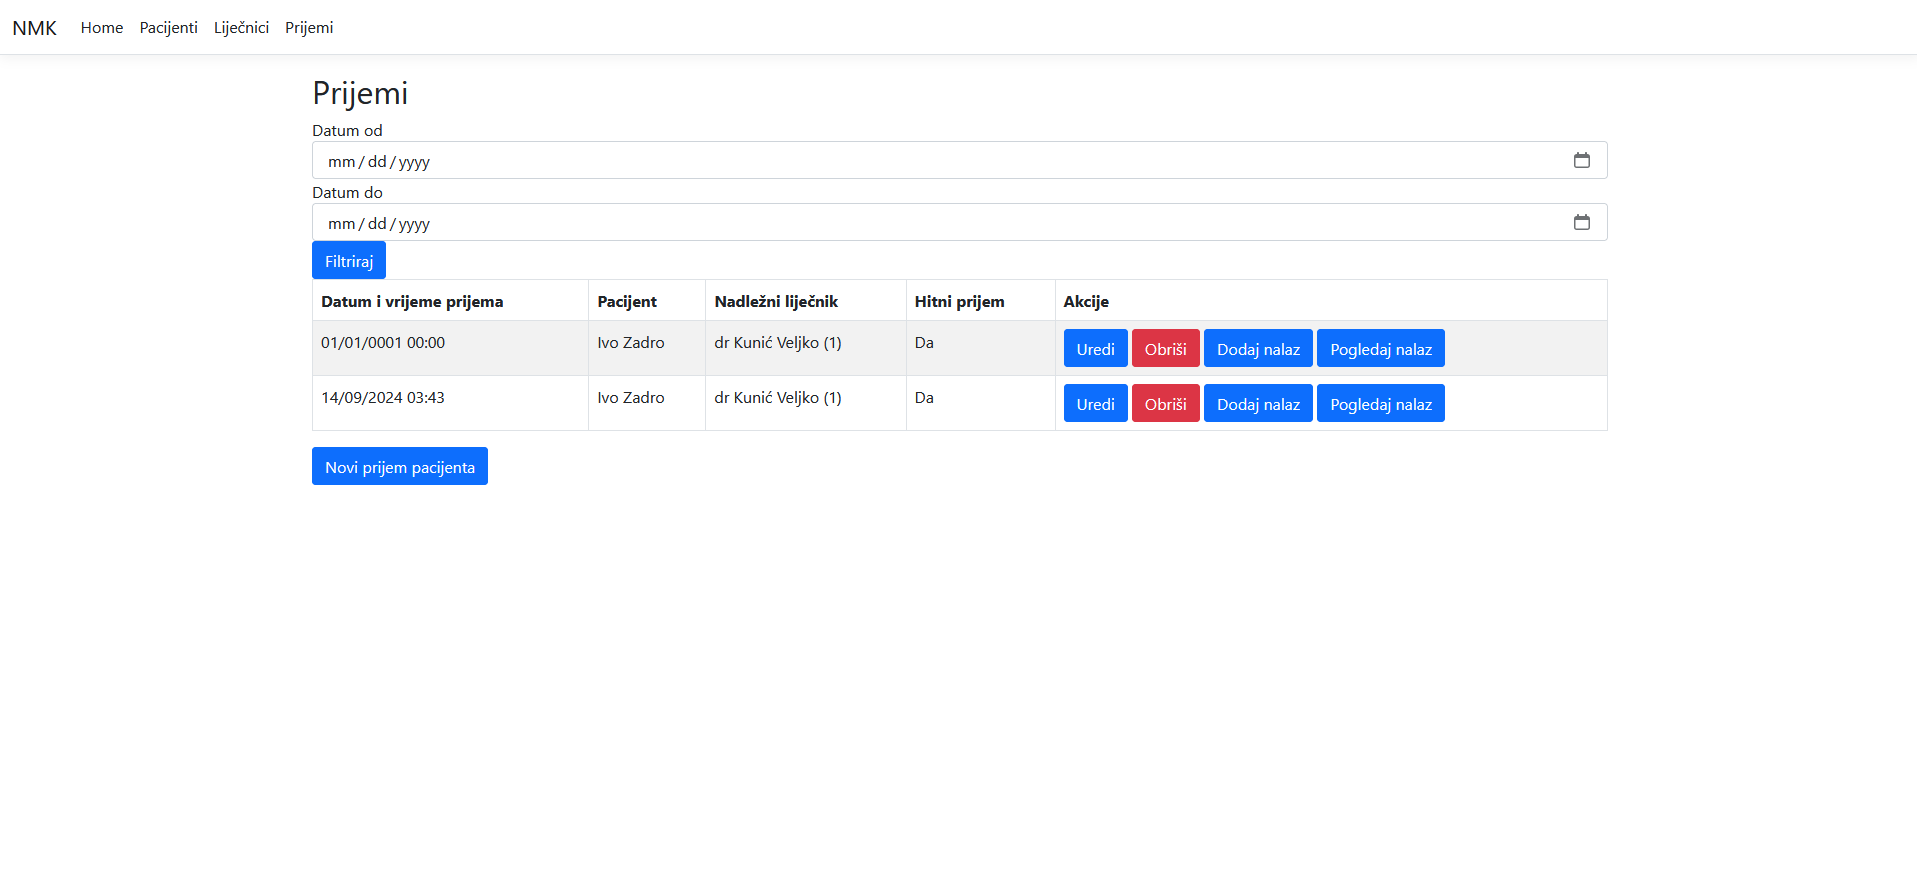 NMK Home Pacijenti Liječnici Prijemi
Prijemi
Datum od
mm/dd/yyyy
Datum do
mm/dd/yyyy
Filtriraj
Datum i vrijeme prijema Pacijent Nadležni liječnik Hitni prijem Akcije
01/01/0001 00:00 Ivo Zadro dr Kunić Veljko (1) Da Uredi Obriši Dodaj nalaz Pogledaj nalaz
14/09/2024 03:43 Ivo Zadro dr Kunić Veljko (1) Da Uredi Obriši Dodaj nalaz Pogledaj nalaz
Novi prijem pacijenta